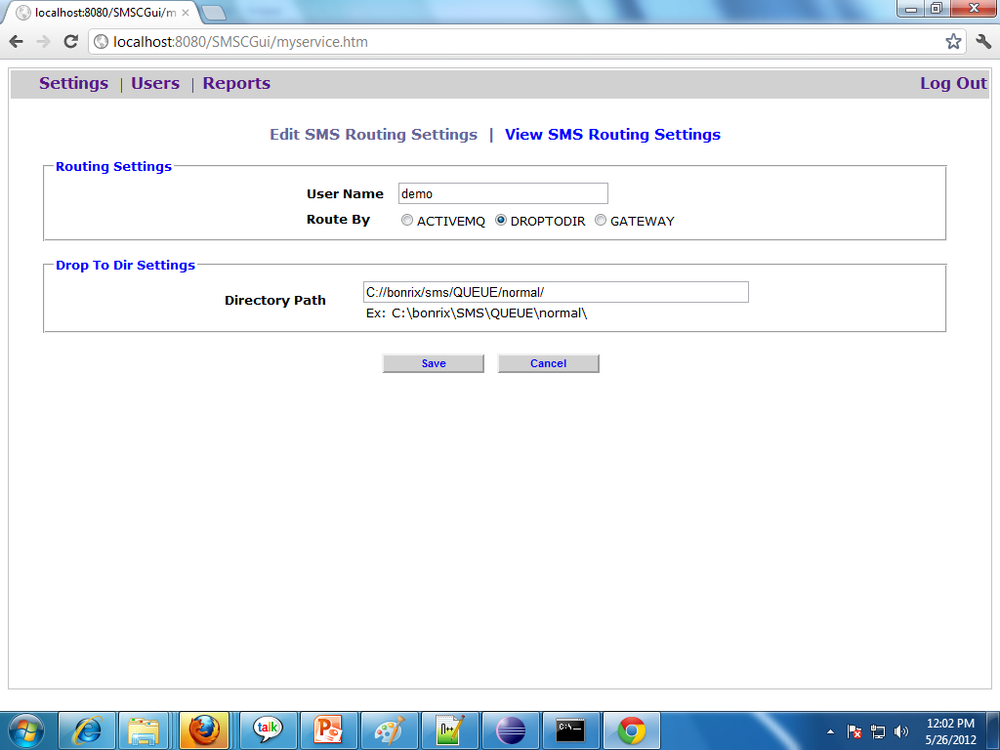 localhost:8080/SMSCGui/m
localhost:8080/SMSCGui/myservice.htm
Settings | Users | Reports Log Out
Edit SMS Routing Settings | View SMS Routing Settings
Routing Settings
User Name demo
Route By ACTIVEMQ DROPTODIR GATEWAY
Drop To Dir Settings
Directory Path C://bonrix/sms/QUEUE/normal/
Ex: C:\bonrix\SMS\QUEUE\normal\
Save Cancel
talk
12:02 PM
5/26/2012